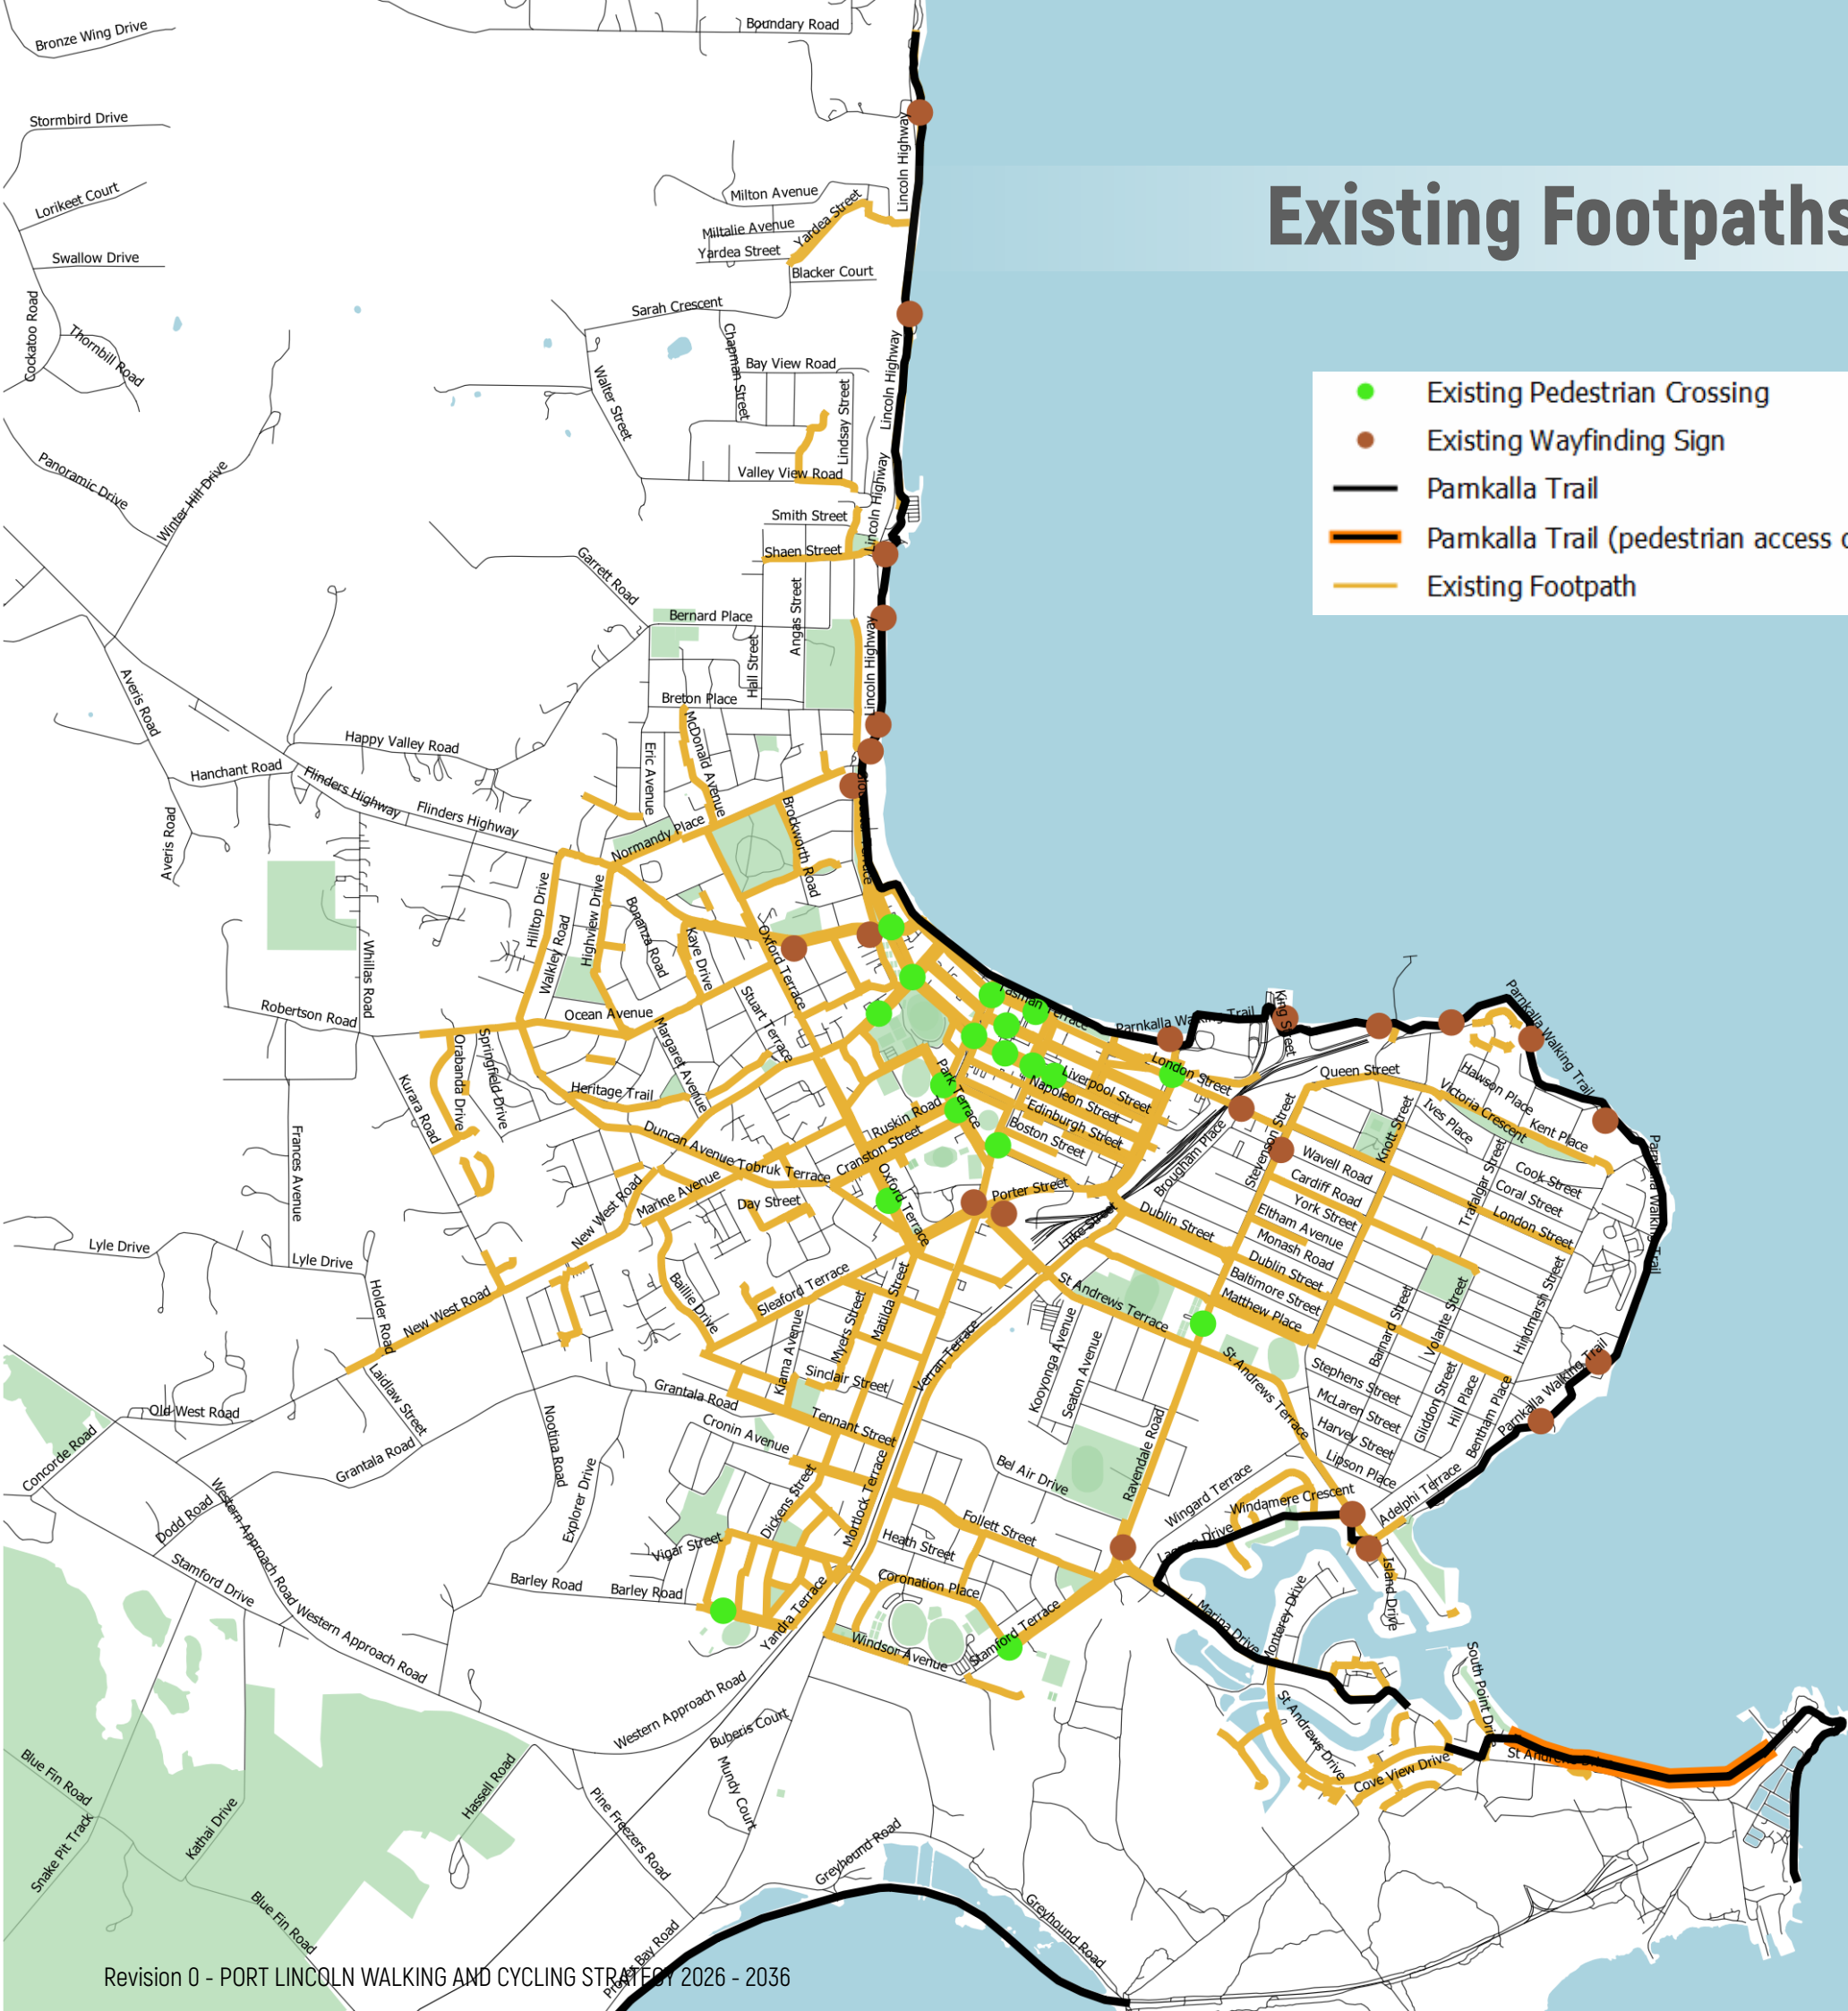 Boundary Road
Bronze Wing Drive
Stormbird Drive
Lincoln Highway
Lorikeet Court
Milton Avenue
Yardea Street
Existing Footpaths
Miltalie Avenue
Yardea Street
Swallow Drive
Blacker Court
Cockatoo Road
Sarah Crescent
Thornbill Road
Chapman Street
Lincoln Highway
Bay View Road
Walter Street
Lindsay Street
Existing Pedestrian Crossing
Existing Wayfinding Sign
Parnkalla Trail
Parnkalla Trail (pedestrian access
Existing Footpath
Panoramic Drive
Winter Hill Drive
Valley View Road
Lincoln Highway
Smith Street
Shaen Street
Garrett Road
Bernard Place
Angas Street
Hall Street
Lincoln Highway
Averis Road
Breton Place
McDonald Avenue
Eric Avenue
Happy Valley Road
Hanchant Road
Flinders Highway
Flinders Highway
Averis Road
Normandy Place
Brockworth Road
Hilltop Drive
Walkley Road
Highview Drive
Bonanza Road
Kaye Drive
Oxford Terrace
Whillas Road
Robertson Road
Ocean Avenue
Stuart Terrace
Tasman Terrace
Parnkalla Walking Trail
King Street
Parnkalla Walking Trail
Orabanda Drive
Springfield Drive
Margaret Avenue
Heritage Trail
Kurara Road
Park Terrace
London Street
Liverpool Street
Napoleon Street
Edinburgh Street
Boston Street
Queen Street
Hawson Place
Victoria Crescent
Kent Place
Ives Place
Knott Street
Stevenson Street
Ruskin Road
Cranston Street
Duncan Avenue
Tobruk Terrace
Frances Avenue
Brougham Place
Wavell Road
Cardiff Road
York Street
Eltham Avenue
Monash Road
Dublin Street
Baltimore Street
Matthew Place
Trafalgar Street
Cook Street
Coral Street
London Street
Parnkalla Walking Trail
Marine Avenue
Day Street
New West Road
Oxford Terrace
Porter Street
Luke Street
Dublin Street
Lyle Drive
Lyle Drive
Holder Road
New West Road
Baillie Drive
Sleaford Terrace
Matilda Street
Myers Street
Klama Avenue
St Andrews Terrace
Verran Terrace
Kooyonga Avenue
Seaton Avenue
St Andrews Terrace
Barnard Street
Volante Street
Hindmarsh Street
Stephens Street
McLaren Street
Harvey Street
Lipson Place
Gliddon Street
Hill Place
Bentham Place
Parnkalla Walking Trail
Laidlaw Street
Old West Road
Concorde Road
Grantala Road
Nootina Road
Grantala Road
Sinclair Street
Tennant Street
Cronin Avenue
Explorer Drive
Dickens Street
Mortlock Terrace
Bel Air Drive
Ravendale Road
Wingard Terrace
Windamere Crescent
Adelphi Terrace
Dodd Road
Western Approach Road
Stamford Drive
Western Approach Road
Vigar Street
Barley Road
Barley Road
Follett Street
Heath Street
Coronation Place
Yandra Terrace
Windsor Avenue
Stamford Terrace
Marina Drive
Monterey Drive
Island Drive
South Point Drive
St Andrews Drive
Cove View Drive
Western Approach Road
Buberis Court
Mundy Court
Hassell Road
Pine Freezers Road
Blue Fin Road
Snake Pit Track
Kathai Drive
Blue Fin Road
Greyhound Road
Greyhound Road
Proper Bay Road
Revision 0 - PORT LINCOLN WALKING AND CYCLING STRATEGY 2026 - 2036